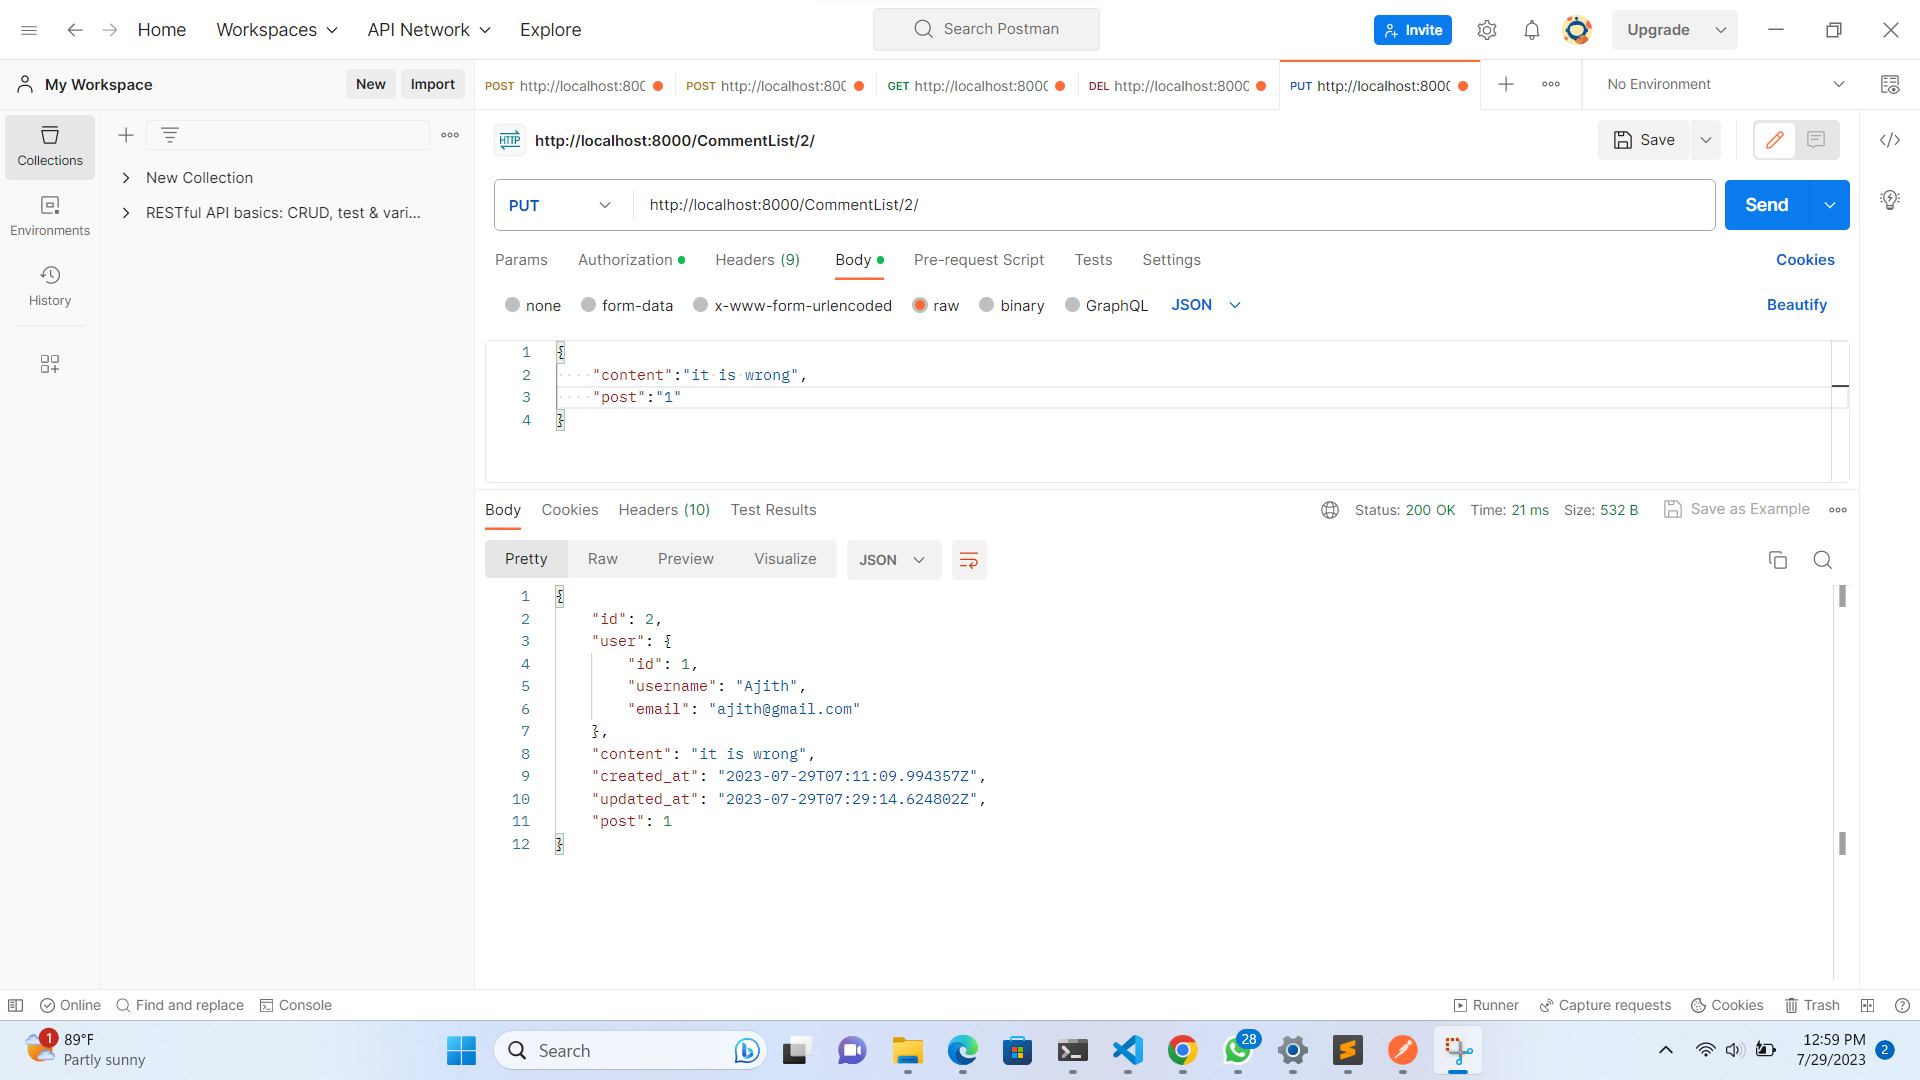 Home
Workspaces
API Network
Explore
Search Postman
Invite
Upgrade
My Workspace
New
Import
POST http://localhost:800
POST http://localhost:800
GET http://localhost:800
DEL http://localhost:800
PUT http://localhost:800
No Environment
Collections
Environments
History
New Collection
RESTful API basics: CRUD, test & vari...
HTTP http://localhost:8000/CommentList/2/
Save
PUT
http://localhost:8000/CommentList/2/
Send
Params
Authorization
Headers (9)
Body
Pre-request Script
Tests
Settings
Cookies
none
form-data
x-www-form-urlencoded
raw
binary
GraphQL
JSON
Beautify
1 {
2 ····"content":"it·is·wrong",
3 ····"post":"1"
4 }
Body
Cookies
Headers (10)
Test Results
Status: 200 OK
Time: 21 ms
Size: 532 B
Save as Example
Pretty
Raw
Preview
Visualize
JSON
1 {
2 "id": 2,
3 "user": {
4 "id": 1,
5 "username": "Ajith",
6 "email": "ajith@gmail.com"
7 },
8 "content": "it is wrong",
9 "created_at": "2023-07-29T07:11:09.994357Z",
10 "updated_at": "2023-07-29T07:29:14.624802Z",
11 "post": 1
12 }
Online
Find and replace
Console
Runner
Capture requests
Cookies
Trash
1
89°F
Partly sunny
Search
28
12:59 PM
7/29/2023
2